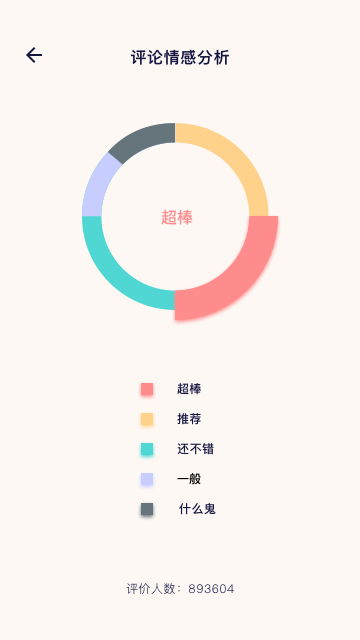 评论情感分析
超棒
超棒
推荐
还不错
一般
什么鬼
评价人数：893604